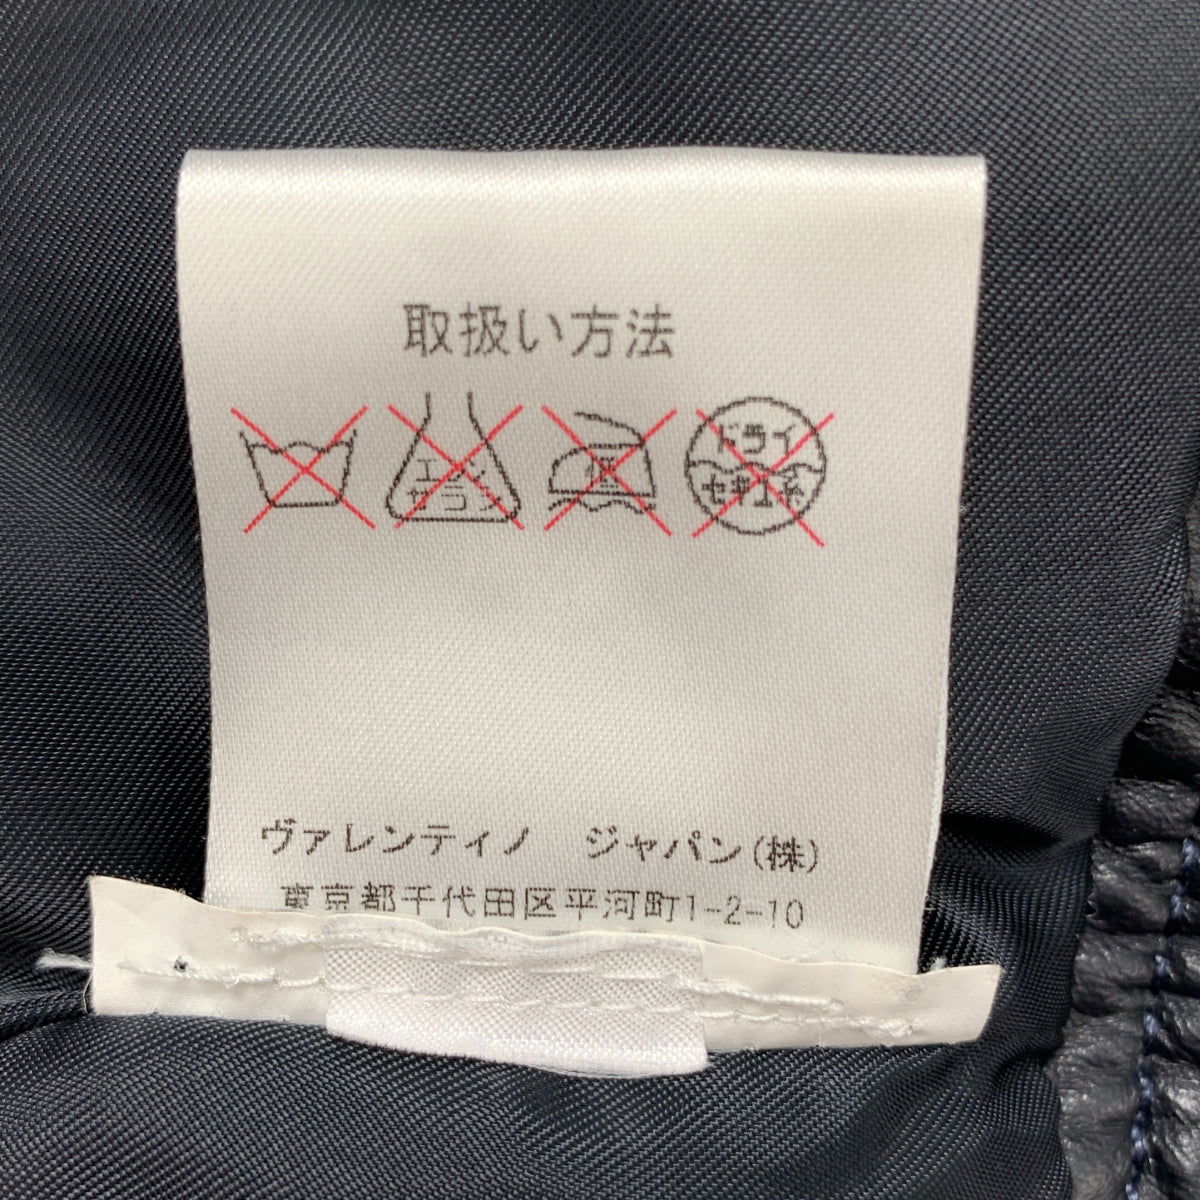 取扱い方法
エンソサラシ 低 ドライ
セキユ系
ヴァレンティノ ジャパン(株)
東京都千代田区平河町1-2-10